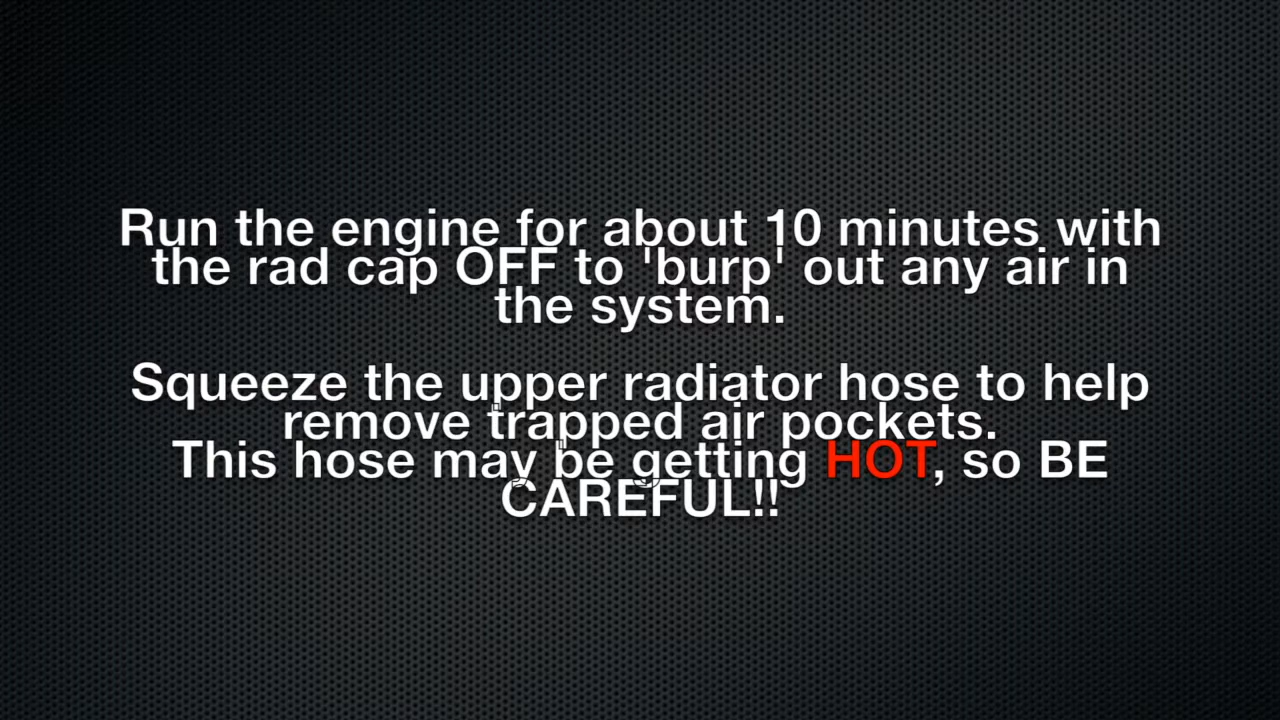 Run the engine for about 10 minutes with
the rad cap OFF to 'burp' out any air in
the system.
Squeeze the upper radiator hose to help
remove trapped air pockets.
This hose may be getting HOT, so BE
CAREFUL!!